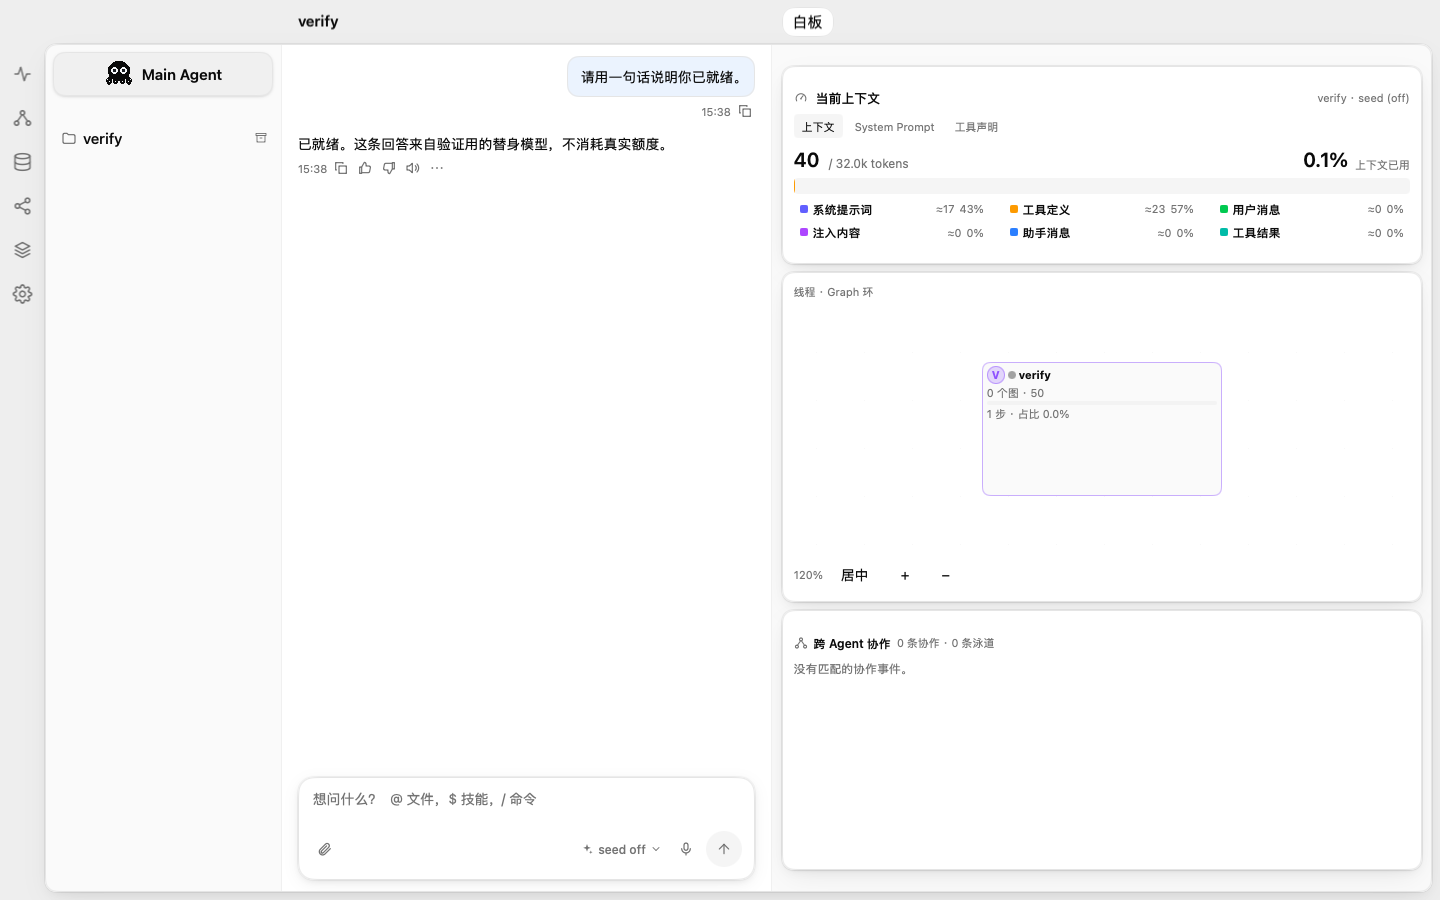 verify
白板
Main Agent
verify
请用一句话说明你已就绪。
15:38
已就绪。这条回答来自验证用的替身模型，不消耗真实额度。
15:38
想问什么？ @ 文件，$ 技能，/ 命令
seed off
当前上下文
verify · seed (off)
上下文 System Prompt 工具声明
40 / 32.0k tokens 0.1% 上下文已用
系统提示词 ≈17 43% 工具定义 ≈23 57% 用户消息 ≈0 0%
注入内容 ≈0 0% 助手消息 ≈0 0% 工具结果 ≈0 0%
线程 · Graph 环
V verify
0 个图 · 50
1 步 · 占比 0.0%
120% 居中 + −
跨 Agent 协作 0 条协作 · 0 条泳道
没有匹配的协作事件。